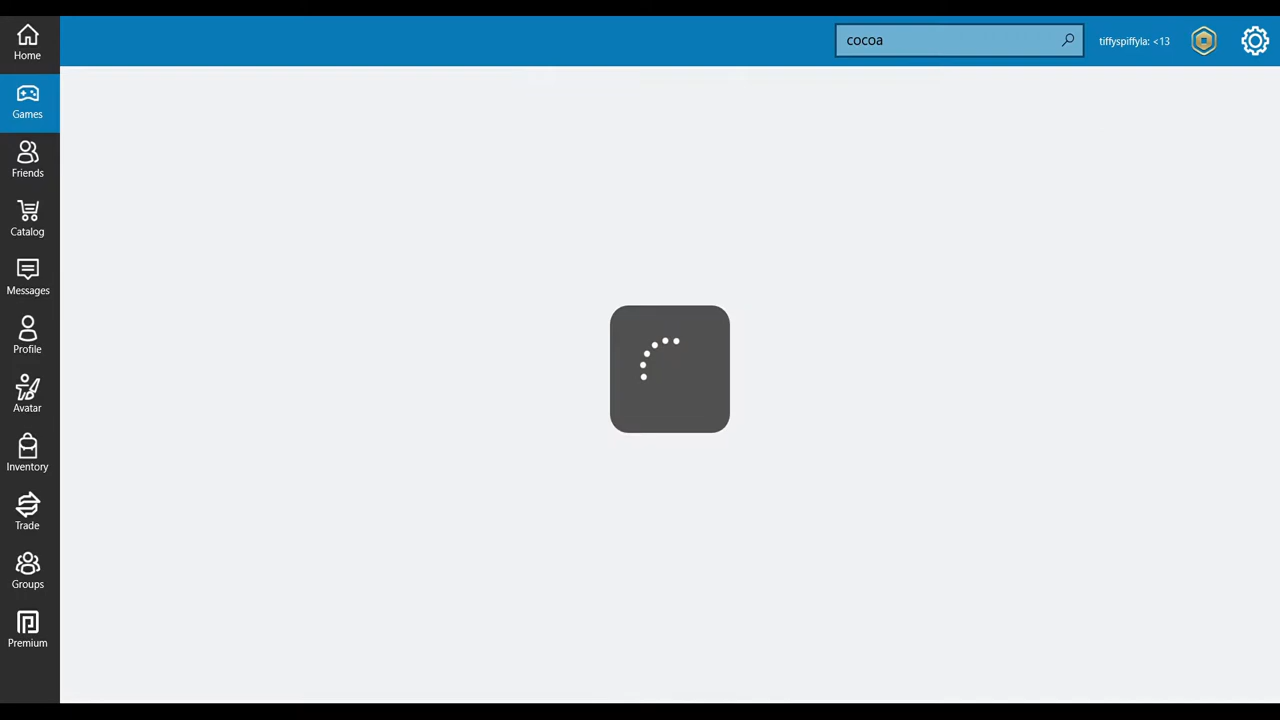 Home
Games
Friends
Catalog
Messages
Profile
Avatar
Inventory
Trade
Groups
Premium
cocoa
tiffyspiffyla: <13